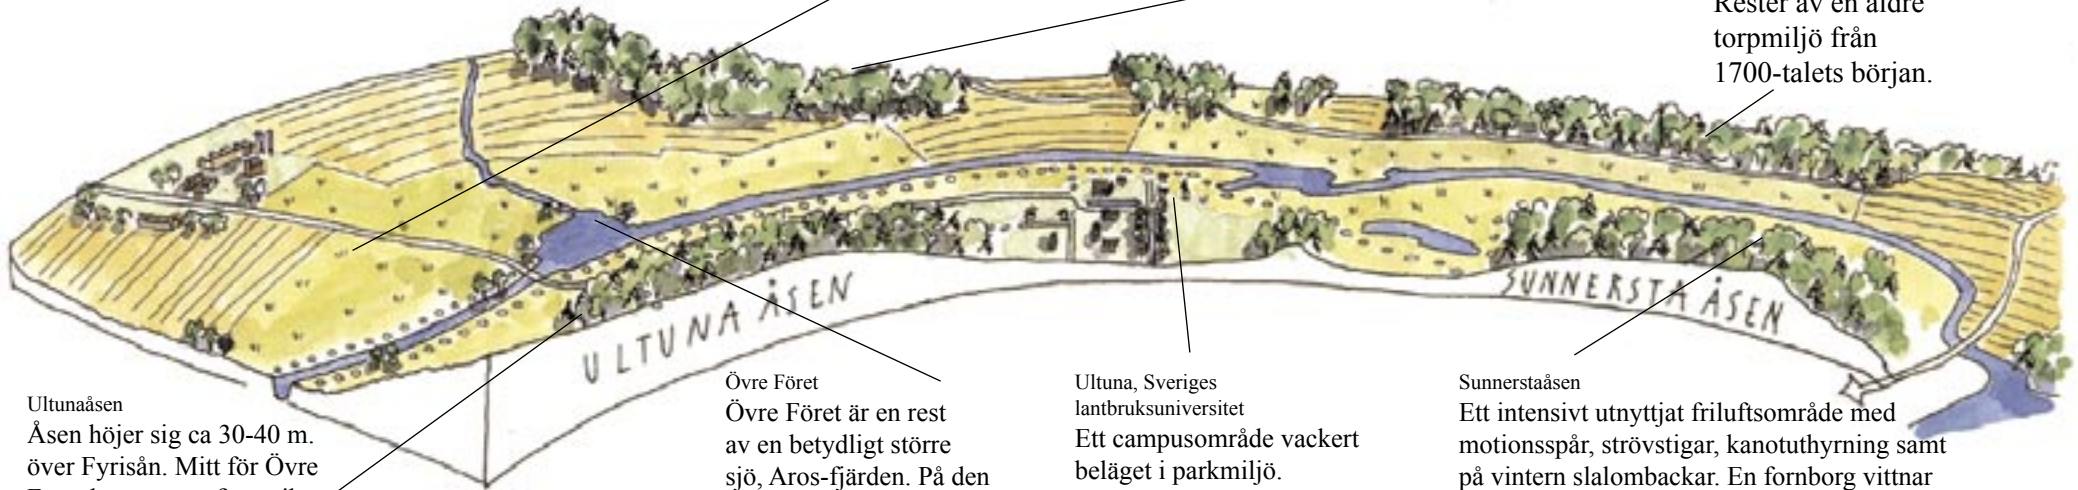 Rester av en äldre
torpmiljö från
1700-talets början.
ULTUNA ÅSEN
SUNNERSTA ÅSEN
Ultunaåsen
Åsen höjer sig ca 30-40 m.
över Fyrisån. Mitt för Övre
Övre Föret
Övre Föret är en rest
av en betydligt större
sjö, Aros-fjärden. På den
Ultuna, Sveriges
lantbruksuniversitet
Ett campusområde vackert
beläget i parkmiljö.
Sunnerstaåsen
Ett intensivt utnyttjat friluftsområde med
motionsspår, strövstigar, kanotuthyrning samt
på vintern slalombackar. En fornborg vittnar